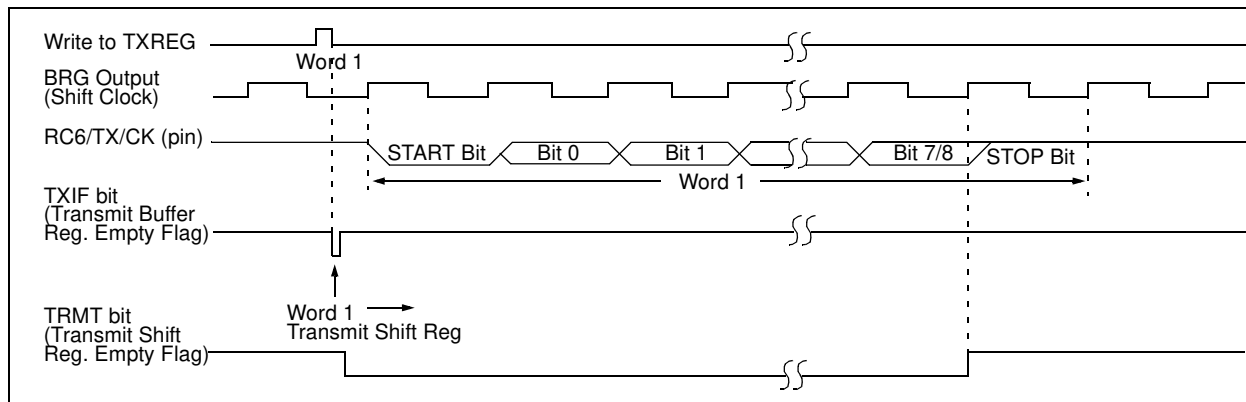 Write to TXREG
Word 1
BRG Output
(Shift Clock)
RC6/TX/CK (pin)
START Bit
Bit 0
Bit 1
Bit 7/8
STOP Bit
Word 1
TXIF bit
(Transmit Buffer
Reg. Empty Flag)
Word 1
Transmit Shift Reg
TRMT bit
(Transmit Shift
Reg. Empty Flag)